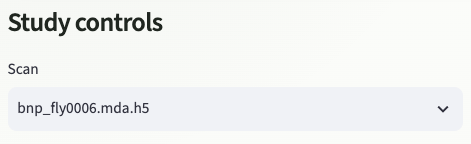 Study controls
Scan
bnp_fly0006.mda.h5